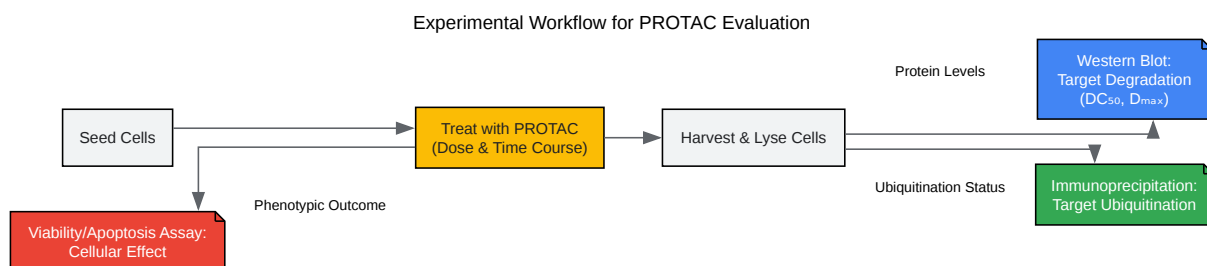 Experimental Workflow for PROTAC Evaluation
Protein Levels
Western Blot:
Target Degradation
(DC₅₀, Dₘₐₓ)
Seed Cells
Treat with PROTAC
(Dose & Time Course)
Harvest & Lyse Cells
Ubiquitination Status
Immunoprecipitation:
Target Ubiquitination
Phenotypic Outcome
Viability/Apoptosis Assay:
Cellular Effect